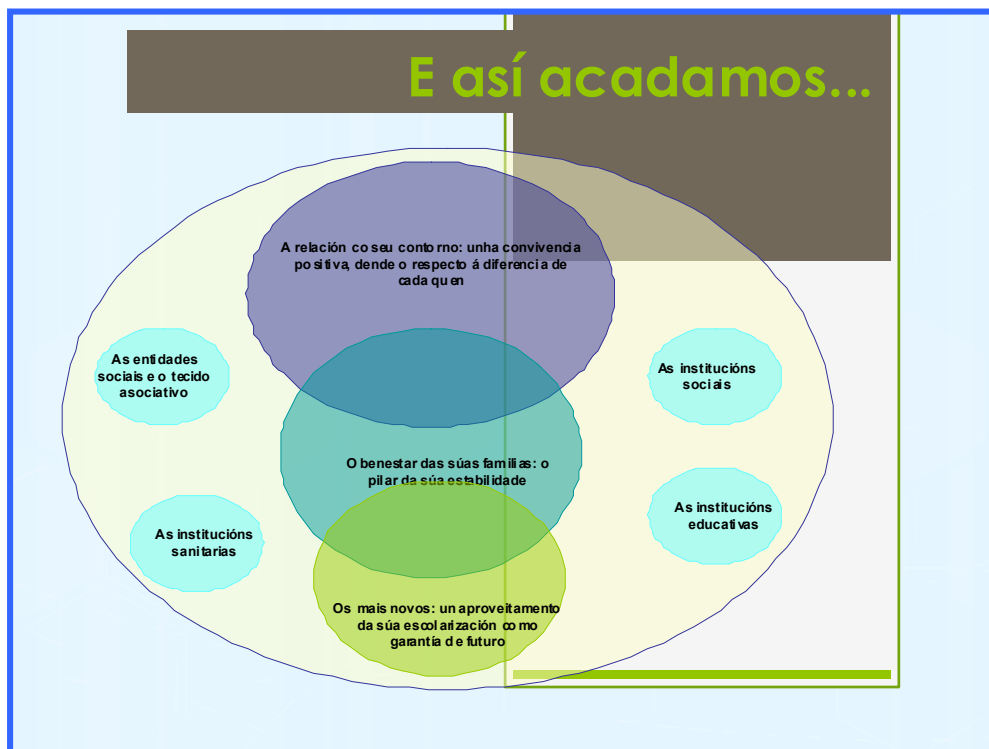 E así acadamos...
A relación co seu contorno: unha convivencia
positiva, dende o respecto á diferencia de
cada quen
As entidades
sociais e o tecido
asociativo
As institucións
sociais
O benestar das súas familias: o
pilar da súa estabilidade
As institucións
sanitarias
As institucións
educativas
Os mais novos: un aproveitamento
da súa escolarización como
garantía de futuro